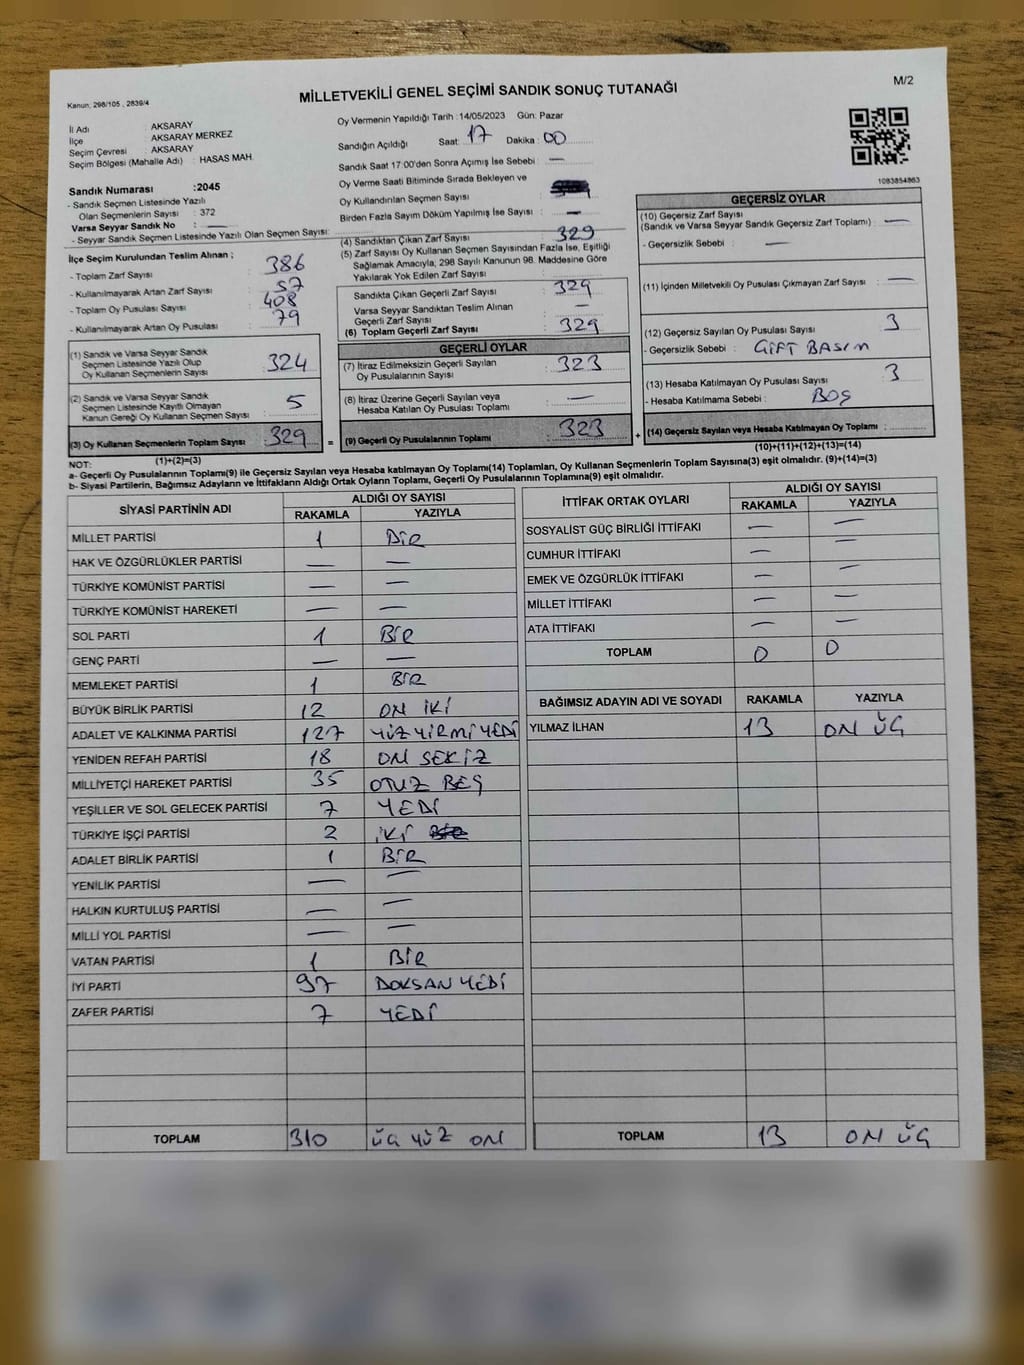 M/2
Kanun; 298/105 , 2839/4
MİLLETVEKİLİ GENEL SEÇİMİ SANDIK SONUÇ TUTANAĞI
İl Adı : AKSARAY
İlçe : AKSARAY MERKEZ
Seçim Çevresi : AKSARAY
Seçim Bölgesi (Mahalle Adı) : HASAS MAH.
Sandık Numarası :2045
- Sandık Seçmen Listesinde Yazılı
Olan Seçmenlerin Sayısı : 372
Varsa Seyyar Sandık No : —
- Seyyar Sandık Seçmen Listesinde Yazılı Olan Seçmen Sayısı:
İlçe Seçim Kurulundan Teslim Alınan ;
- Toplam Zarf Sayısı : 386
- Kullanılmayarak Artan Zarf Sayısı : 57
- Toplam Oy Pusulası : 408
- Kullanılmayarak Artan Oy Pusulası : 79
(1) Sandık ve Varsa Seyyar Sandık
Seçmen Listesinde Yazılı Olup
Oy Kullanan Seçmenlerin Sayısı : 324
(2) Sandık ve Varsa Seyyar Sandık
Seçmen Listesinde Kayıtlı Olmayan
Kanun Gereği Oy Kullanan Seçmen Sayısı : 5
(3) Oy Kullanan Seçmenlerin Toplam Sayısı : 329
(1)+(2)=(3)
Oy Vermenin Yapıldığı Tarih :14/05/2023 Gün: Pazar
Sandığın Açıldığı Saat: 17 Dakika : 00
Sandık Saat 17:00'den Sonra Açımış İse Sebebi : —
Oy Verme Saati Bitiminde Sırada Bekleyen ve
Oy Kullandırılan Seçmen Sayısı :
Birden Fazla Sayım Döküm Yapılmış İse Sayısı : —
(4) Sandıktan Çıkan Zarf Sayısı : 329
(5) Zarf Sayısı Oy Kullanan Seçmen Sayısından Fazla İse, Eşitliği
Sağlamak Amacıyla, 298 Sayılı Kanunun 98. Maddesine Göre
Yakılarak Yok Edilen Zarf Sayısı :
Sandıkta Çıkan Geçerli Zarf Sayısı : 329
Varsa Seyyar Sandıktan Teslim Alınan
Geçerli Zarf Sayısı : —
(6) Toplam Geçerli Zarf Sayısı : 329
GEÇERLİ OYLAR
(7) İtiraz Edilmeksizin Geçerli Sayılan
Oy Pusulalarının Sayısı : 323
(8) İtiraz Üzerine Geçerli Sayılan veya
Hesaba Katılan Oy Pusulası Toplamı : —
= (9) Geçerli Oy Pusulalarının Toplamı : 323 +
1083854863
GEÇERSİZ OYLAR
(10) Geçersiz Zarf Sayısı
(Sandık ve Varsa Seyyar Sandık Geçersiz Zarf Toplamı) : —
- Geçersizlik Sebebi : —
(11) İçinden Milletvekili Oy Pusulası Çıkmayan Zarf Sayısı : —
(12) Geçersiz Sayılan Oy Pusulası Sayısı : 3
- Geçersizlik Sebebi : ÇİFT BASIM
(13) Hesaba Katılmayan Oy Pusulası Sayısı : 3
- Hesaba Katılmama Sebebi : BOŞ
(14) Geçersiz Sayılan veya Hesaba Katılmayan Oy Toplamı :
(10)+(11)+(12)+(13)=(14)
NOT:
a- Geçerli Oy Pusulalarının Toplamı(9) ile Geçersiz Sayılan veya Hesaba katılmayan Oy Toplamı(14) Toplamları, Oy Kullanan Seçmenlerin Toplam Sayısına(3) eşit olmalıdır. (9)+(14)=(3)
b- Siyasi Partilerin, Bağımsız Adayların ve İttifakların Aldığı Ortak Oyların Toplamı, Geçerli Oy Pusulalarının Toplamına(9) eşit olmalıdır.
SİYASİ PARTİNİN ADI ALDIĞI OY SAYISI
RAKAMLA YAZIYLA
MİLLET PARTİSİ 1 BİR
HAK VE ÖZGÜRLÜKLER PARTİSİ — —
TÜRKİYE KOMÜNİST PARTİSİ — —
TÜRKİYE KOMÜNİST HAREKETİ — —
SOL PARTİ 1 BİR
GENÇ PARTİ — —
MEMLEKET PARTİSİ 1 BİR
BÜYÜK BİRLİK PARTİSİ 12 ON İKİ
ADALET VE KALKINMA PARTİSİ 127 YÜZ YİRMİ YEDİ
YENİDEN REFAH PARTİSİ 18 ON SEKİZ
MİLLİYETÇİ HAREKET PARTİSİ 35 OTUZ BEŞ
YEŞİLLER VE SOL GELECEK PARTİSİ 7 YEDİ
TÜRKİYE İŞÇİ PARTİSİ 2 İKİ
ADALET BİRLİK PARTİSİ 1 BİR
YENİLİK PARTİSİ — —
HALKIN KURTULUŞ PARTİSİ — —
MİLLİ YOL PARTİSİ — —
VATAN PARTİSİ 1 BİR
İYİ PARTİ 97 DOKSAN YEDİ
ZAFER PARTİSİ 7 YEDİ
TOPLAM 310 ÜÇ YÜZ ON
İTTİFAK ORTAK OYLARI ALDIĞI OY SAYISI
RAKAMLA YAZIYLA
SOSYALİST GÜÇ BİRLİĞİ İTTİFAKI — —
CUMHUR İTTİFAKI — —
EMEK VE ÖZGÜRLÜK İTTİFAKI — —
MİLLET İTTİFAKI — —
ATA İTTİFAKI — —
TOPLAM 0 0
BAĞIMSIZ ADAYIN ADI VE SOYADI RAKAMLA YAZIYLA
YILMAZ İLHAN 13 ON ÜÇ
TOPLAM 13 ON ÜÇ